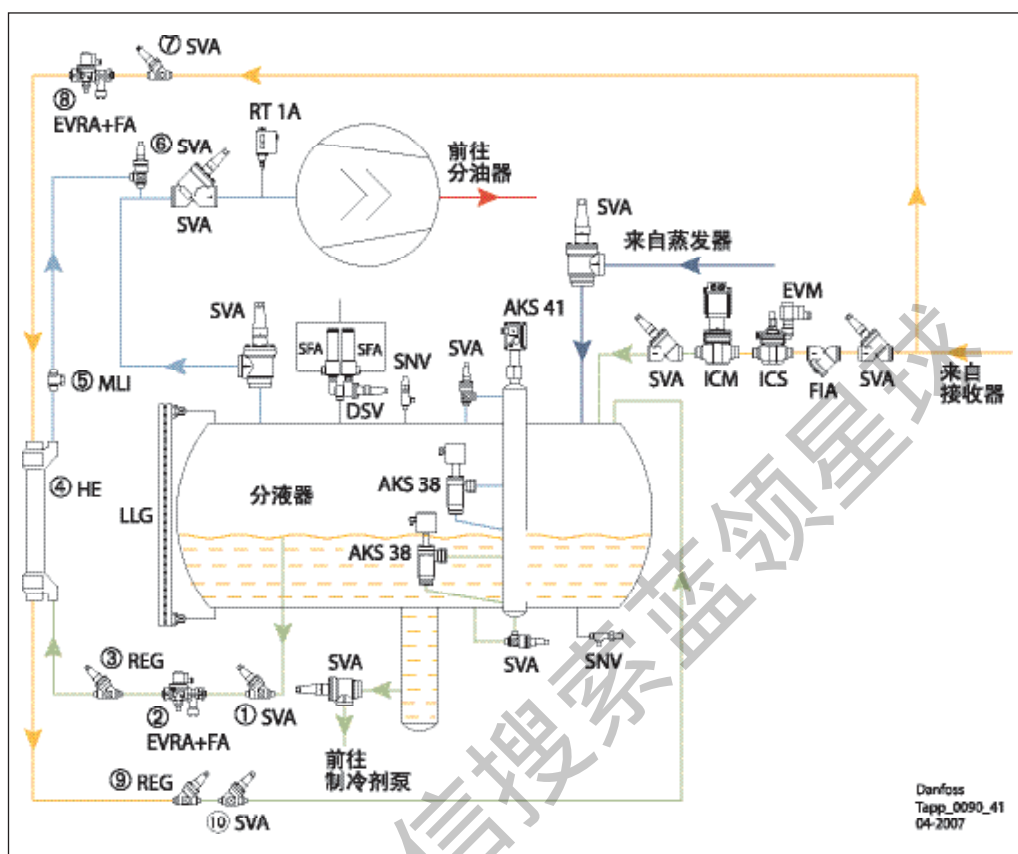 ⑦ SVA
⑧
EVRA+FA
RT 1A
⑥ SVA
SVA
前往
分油器
SVA
来自蒸发器
EVM
AKS 41
SVA
SFA
SFA
SNV
SVA
DSV
SVA
ICM
ICS
FIA
SVA
来自
接收器
⑤ MLI
④ HE
LLG
分液器
AKS 38
AKS 38
③ REG
②
EVRA+FA
① SVA
SVA
SVA
SNV
前往
制冷剂泵
⑨ REG
⑩ SVA
Danfoss
Tapp_0090_41
04-2007
信搜索蓝领星球